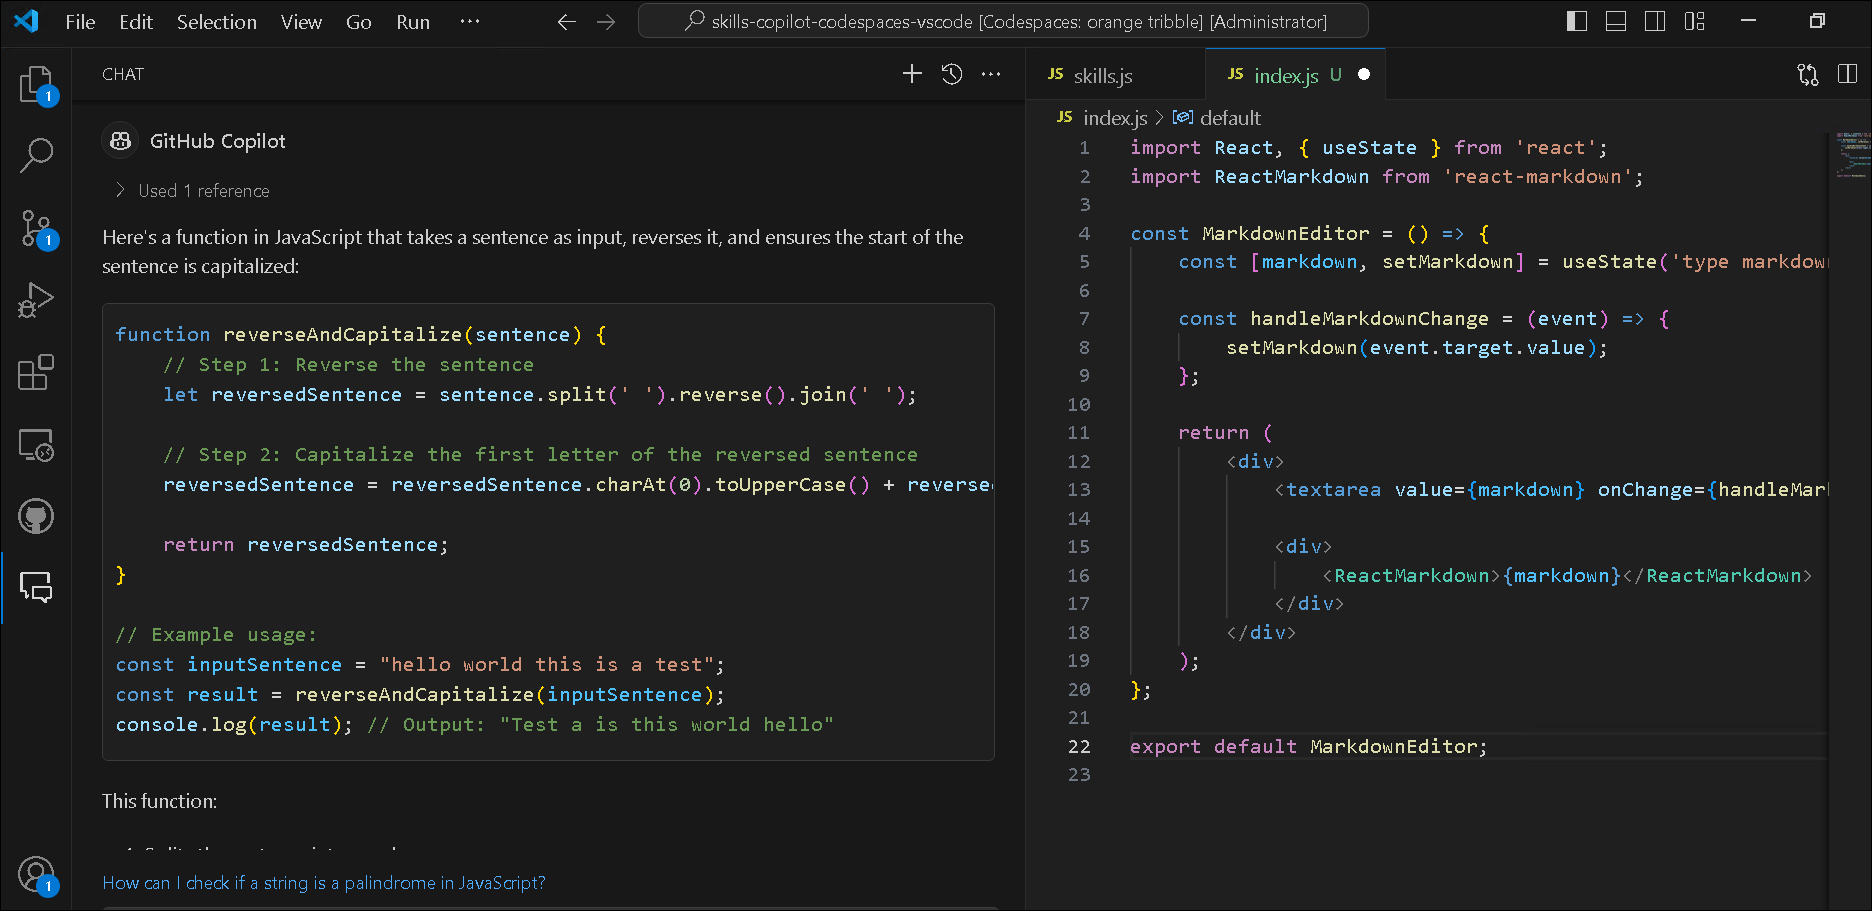 File Edit Selection View Go Run ···
skills-copilot-codespaces-vscode [Codespaces: orange tribble] [Administrator]
CHAT
GitHub Copilot
Used 1 reference
Here's a function in JavaScript that takes a sentence as input, reverses it, and ensures the start of the
sentence is capitalized:
function reverseAndCapitalize(sentence) {
// Step 1: Reverse the sentence
let reversedSentence = sentence.split(' ').reverse().join(' ');
// Step 2: Capitalize the first letter of the reversed sentence
reversedSentence = reversedSentence.charAt(0).toUpperCase() + reverse
return reversedSentence;
}
// Example usage:
const inputSentence = "hello world this is a test";
const result = reverseAndCapitalize(inputSentence);
console.log(result); // Output: "Test a is this world hello"
This function:
How can I check if a string is a palindrome in JavaScript?
1
1
1
JS skills.js
JS index.js U
JS index.js > default
1 import React, { useState } from 'react';
2 import ReactMarkdown from 'react-markdown';
3
4 const MarkdownEditor = () => {
5 const [markdown, setMarkdown] = useState('type markdow
6
7 const handleMarkdownChange = (event) => {
8 setMarkdown(event.target.value);
9 };
10
11 return (
12 <div>
13 <textarea value={markdown} onChange={handleMar
14
15 <div>
16 <ReactMarkdown>{markdown}</ReactMarkdown>
17 </div>
18 </div>
19 );
20 };
21
22 export default MarkdownEditor;
23